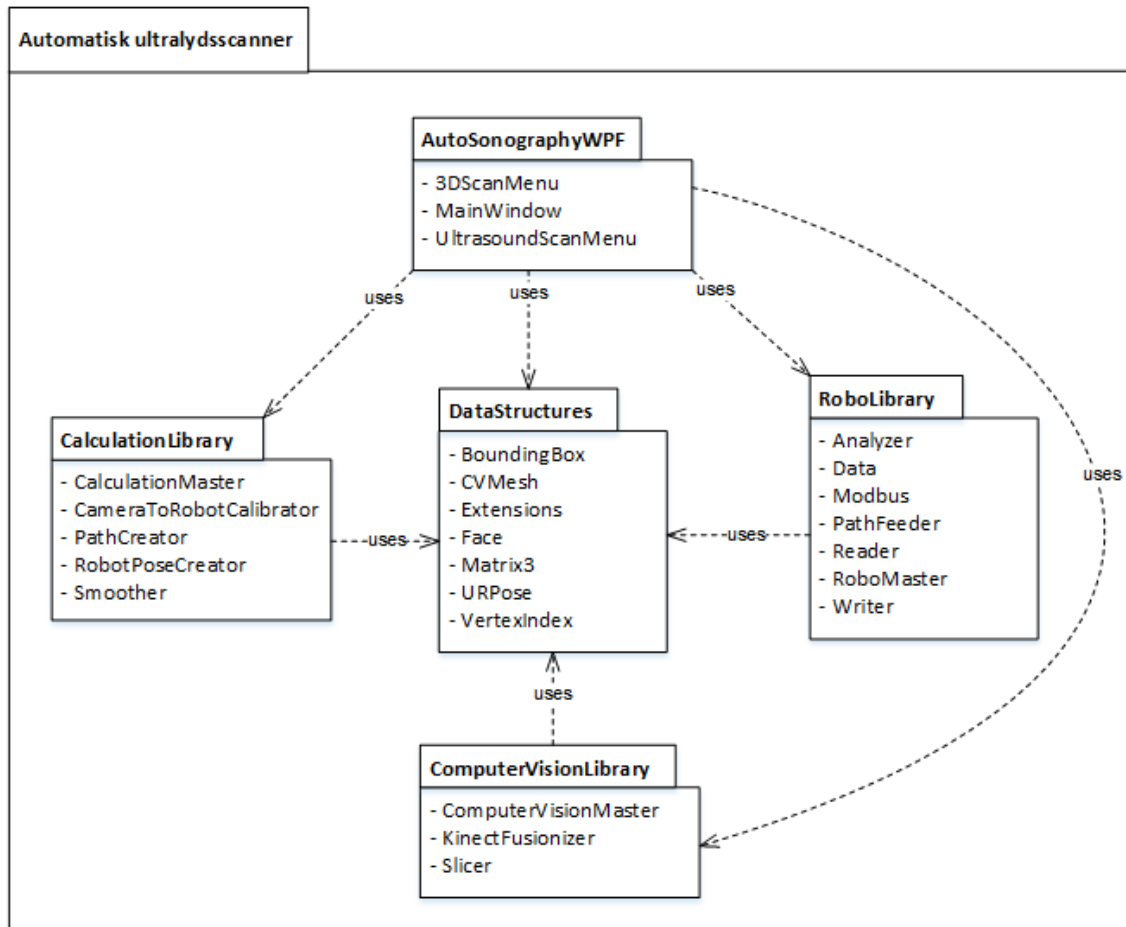 Automatisk ultralydsscanner
AutoSonographyWPF
- 3DScanMenu
- MainWindow
- UltrasoundScanMenu
uses
uses
uses
uses
CalculationLibrary
- CalculationMaster
- CameraToRobotCalibrator
- PathCreator
- RobotPoseCreator
- Smoother
uses
DataStructures
- BoundingBox
- CVMesh
- Extensions
- Face
- Matrix3
- URPose
- VertexIndex
uses
RoboLibrary
- Analyzer
- Data
- Modbus
- PathFeeder
- Reader
- RoboMaster
- Writer
uses
ComputerVisionLibrary
- ComputerVisionMaster
- KinectFusionizer
- Slicer